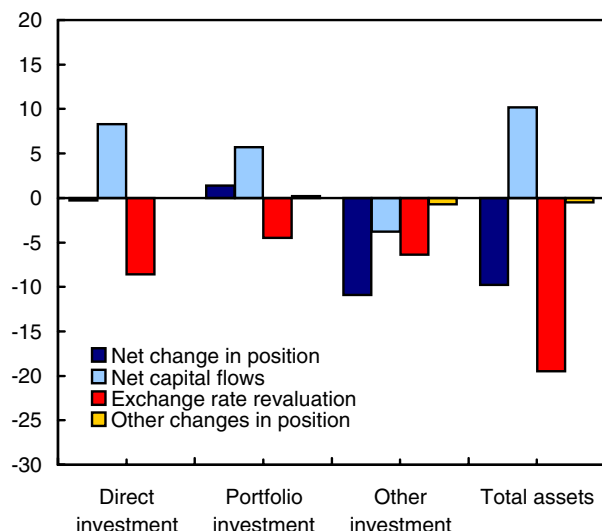 20
15
10
5
0
-5
-10
-15
-20
-25
-30
Net change in position
Net capital flows
Exchange rate revaluation
Other changes in position
Direct investment
Portfolio investment
Other investment
Total assets